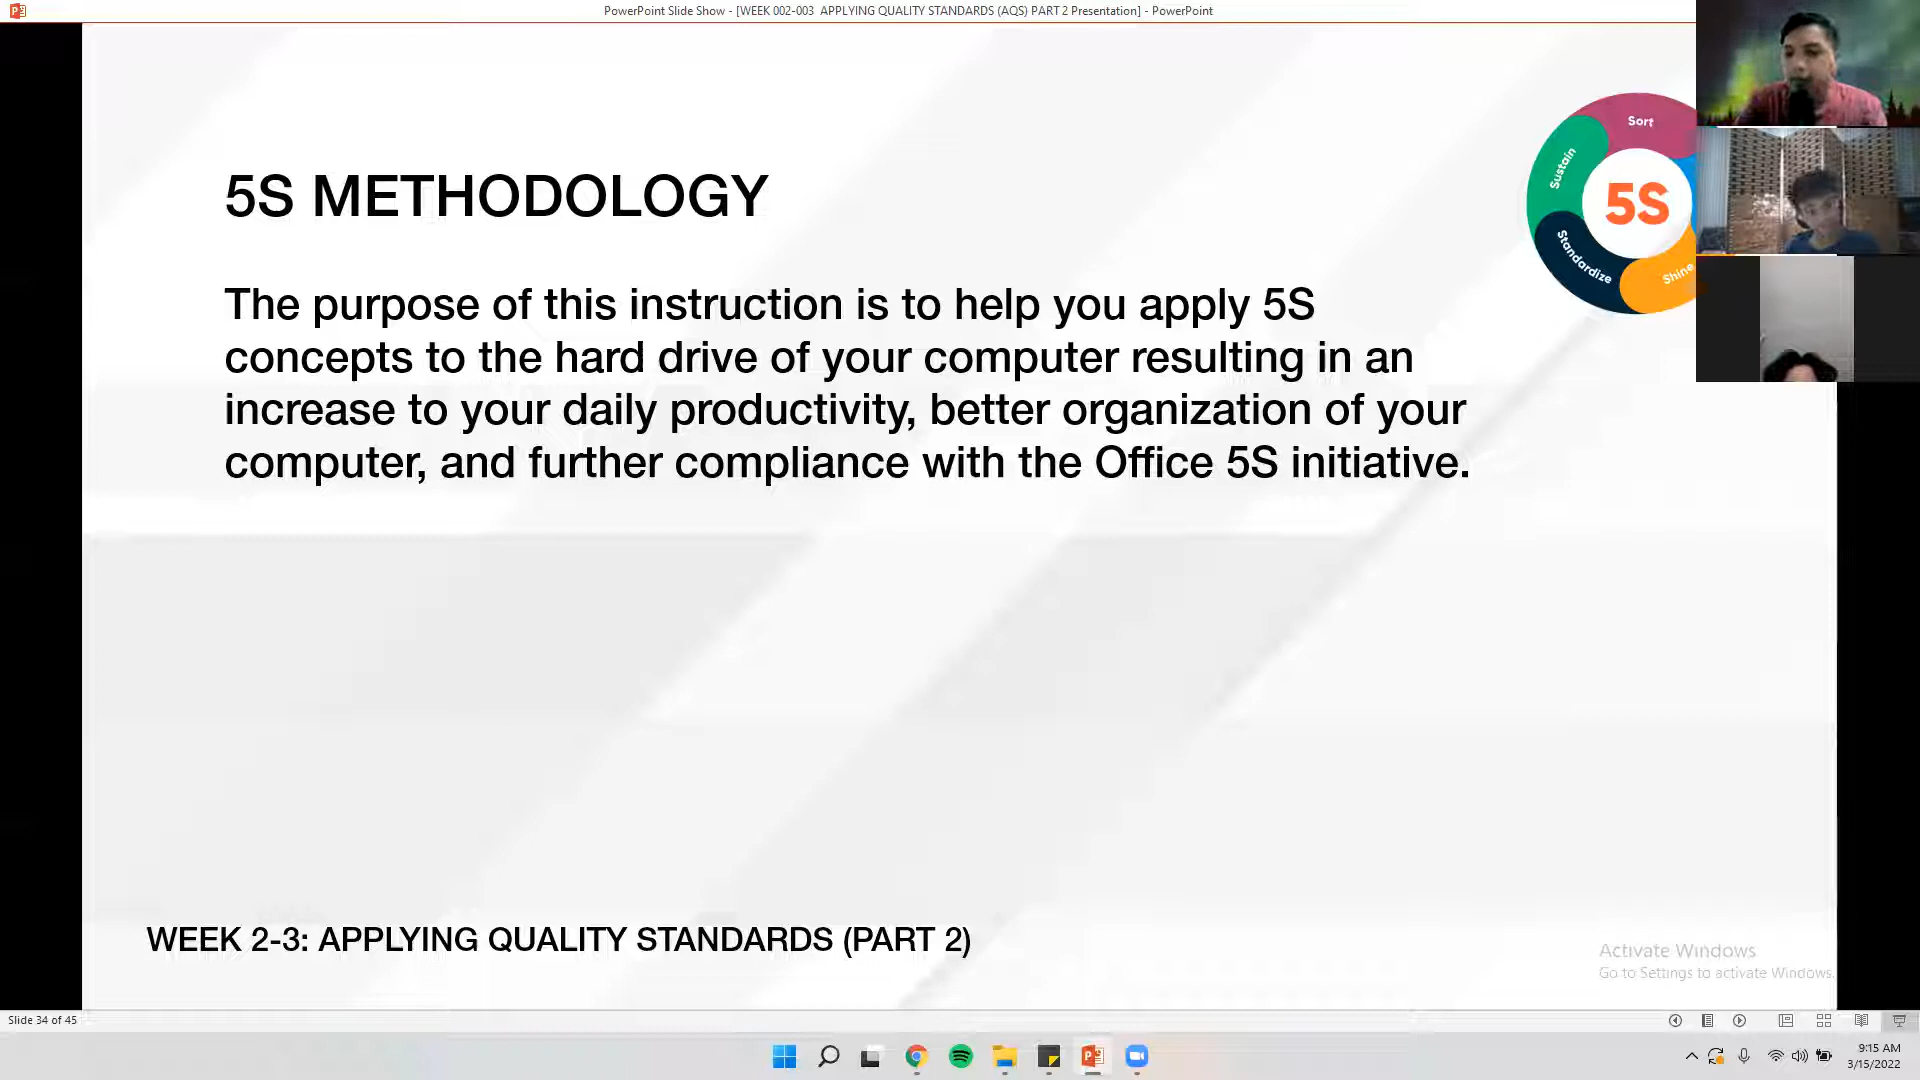 PowerPoint Slide Show - [WEEK 002-003  APPLYING QUALITY STANDARDS (AQS) PART 2 Presentation] - PowerPoint
5S METHODOLOGY
The purpose of this instruction is to help you apply 5S
concepts to the hard drive of your computer resulting in an
increase to your daily productivity, better organization of your
computer, and further compliance with the Office 5S initiative.
Sort
Sustain
5S
Standardize
Shine
WEEK 2-3: APPLYING QUALITY STANDARDS (PART 2)
Activate Windows
Go to Settings to activate Windows.
Slide 34 of 45
9:15 AM
3/15/2022